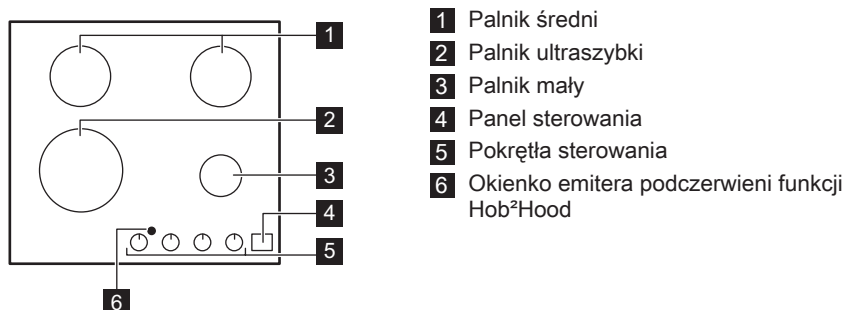 1
2
3
4
5
6
1 Palnik średni
2 Palnik ultraszybki
3 Palnik mały
4 Panel sterowania
5 Pokrętła sterowania
6 Okienko emitera podczerwieni funkcji
Hob²Hood